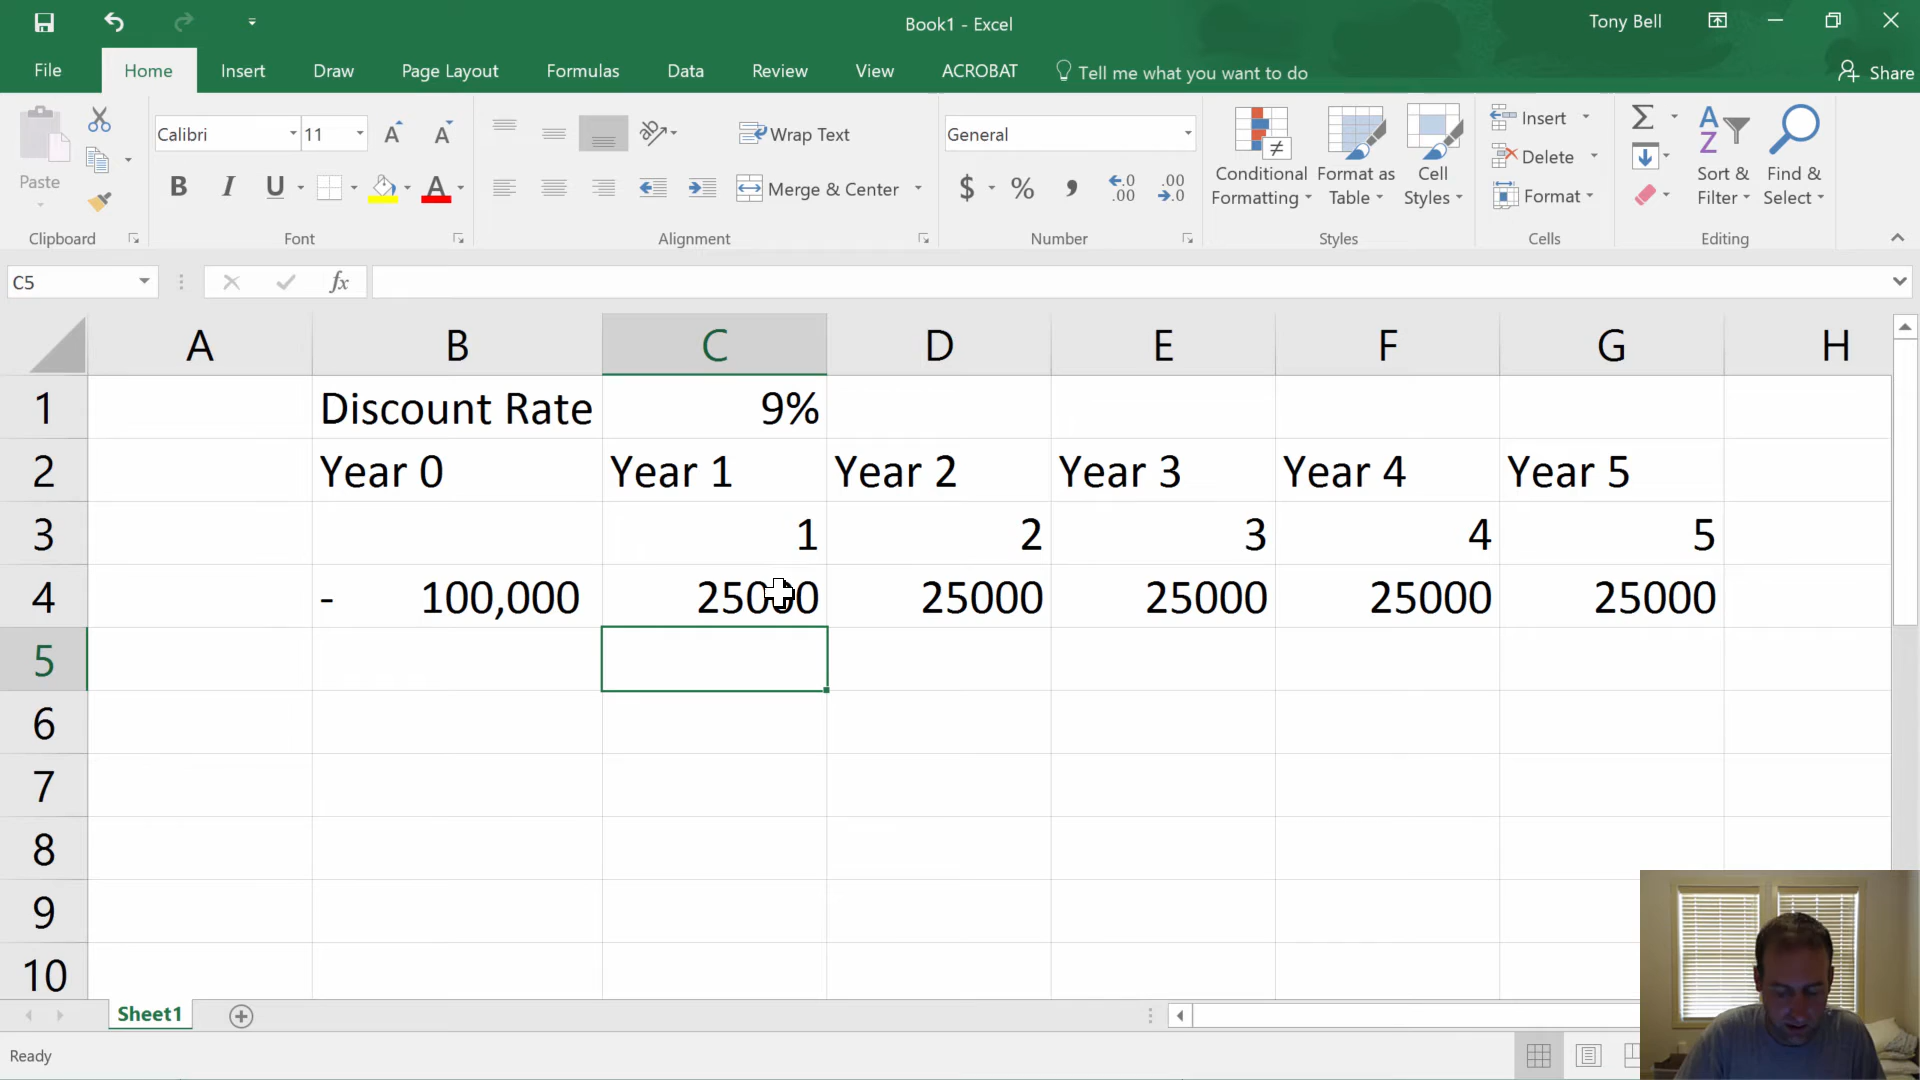 Book1 - Excel
Tony Bell
File Home Insert Draw Page Layout Formulas Data Review View ACROBAT Tell me what you want to do Share
Paste
Clipboard
Calibri 11
B I U A
Font
Wrap Text
Merge & Center
Alignment
General
$ % ,
Number
Conditional Formatting
Format as Table
Cell Styles
Styles
Insert
Delete
Format
Cells
Sort & Filter
Find & Select
Editing
C5 fx
A B C D E F G H
1 Discount Rate 9%
2 Year 0 Year 1 Year 2 Year 3 Year 4 Year 5
3 1 2 3 4 5
4 - 100,000 25000 25000 25000 25000 25000
5
6
7
8
9
10
Sheet1
Ready